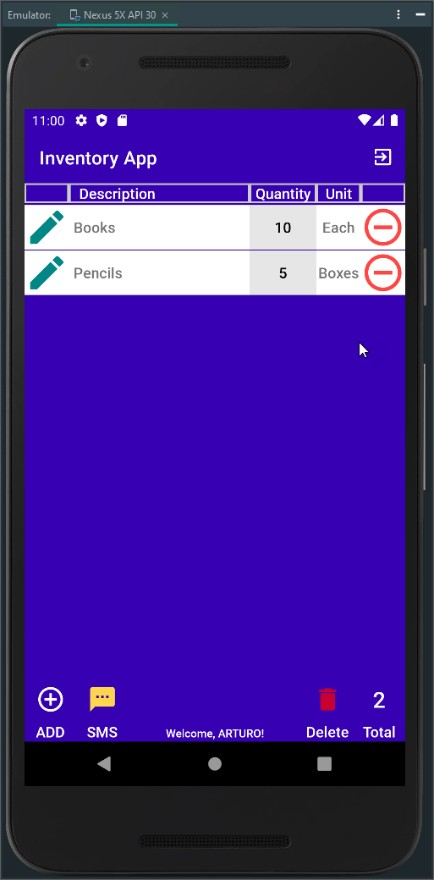 Emulator: Nexus 5X API 30
11:00
Inventory App
Description Quantity Unit
Books 10 Each
Pencils 5 Boxes
2
ADD SMS Welcome, ARTURO! Delete Total